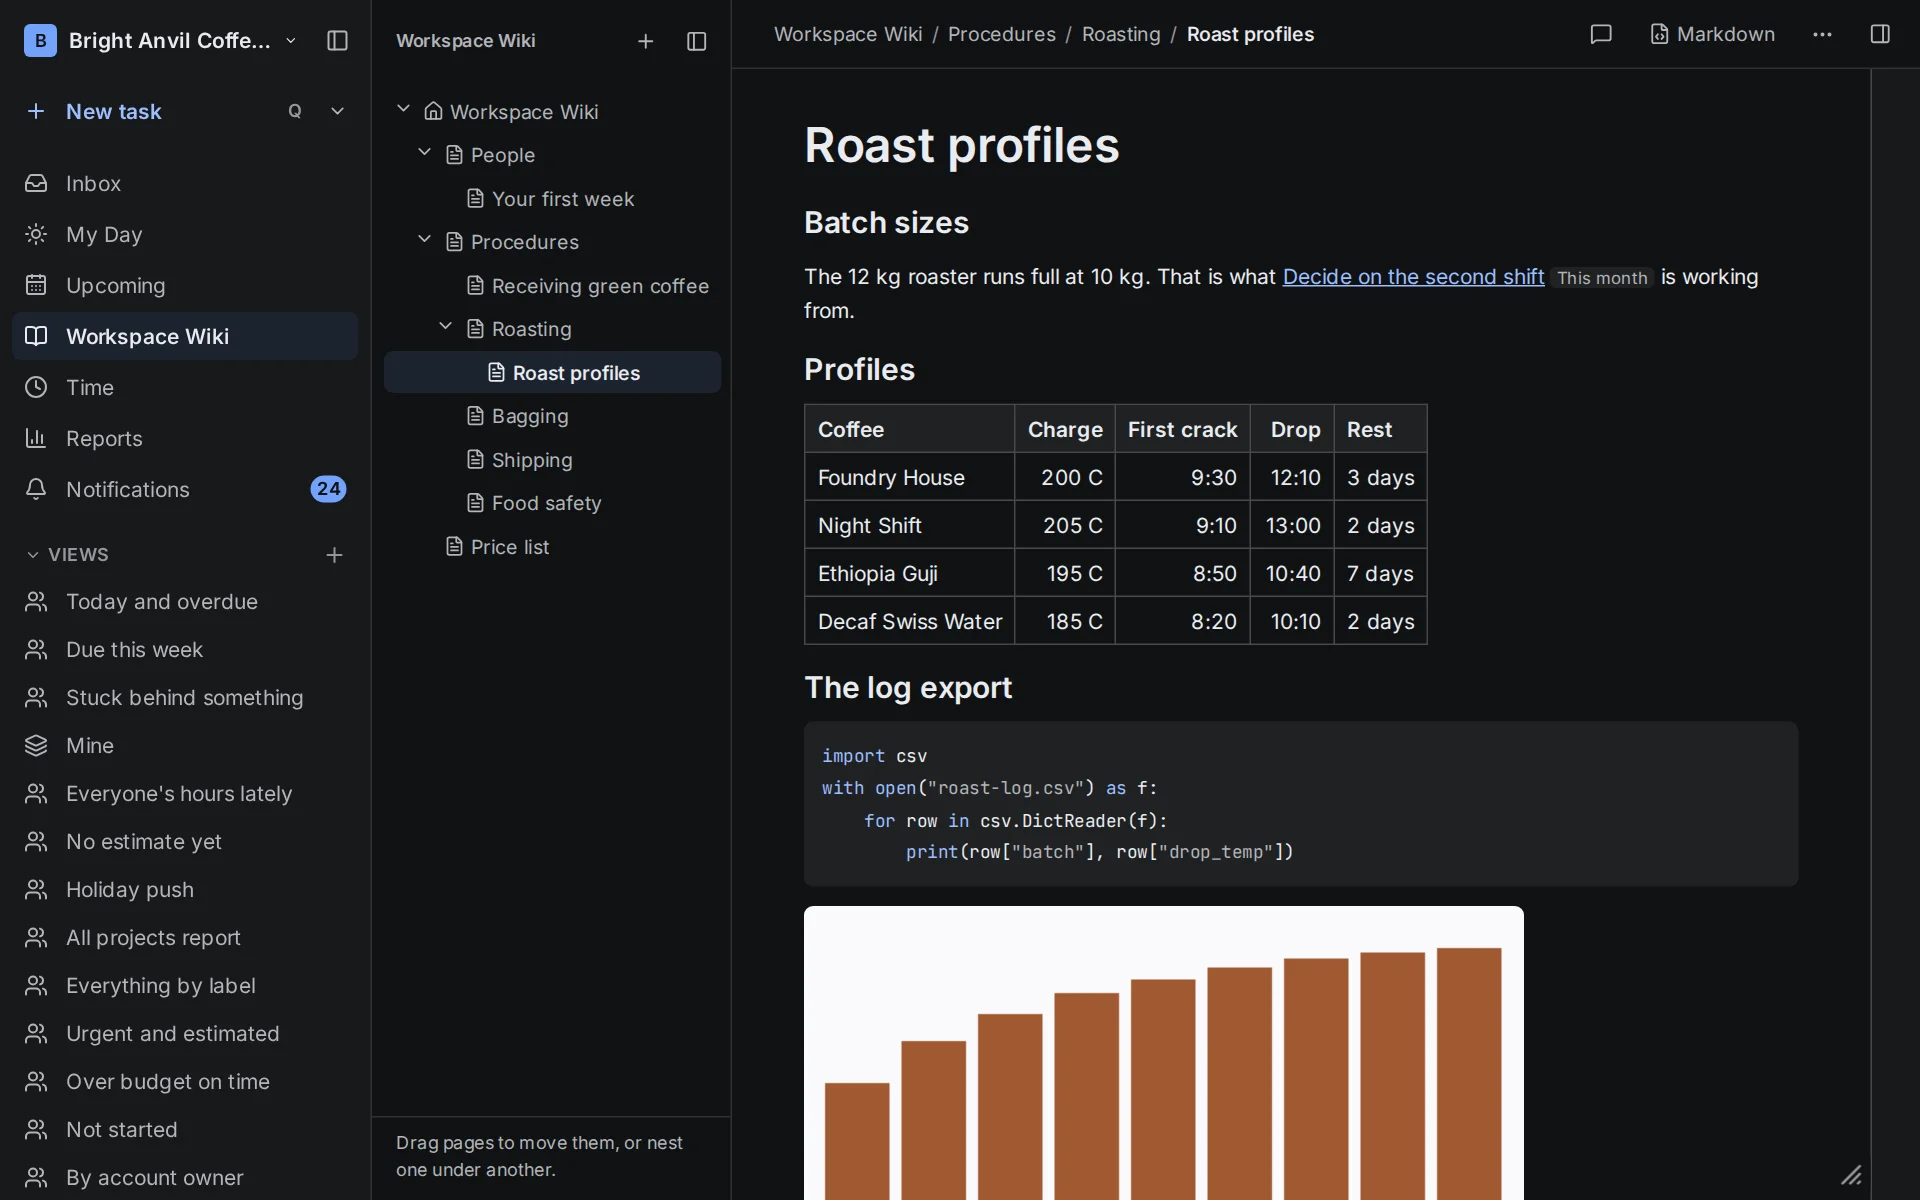 B Bright Anvil Coffe...
New task Q
Inbox
My Day
Upcoming
Workspace Wiki
Time
Reports
Notifications 24
VIEWS
Today and overdue
Due this week
Stuck behind something
Mine
Everyone's hours lately
No estimate yet
Holiday push
All projects report
Everything by label
Urgent and estimated
Over budget on time
Not started
By account owner
Workspace Wiki
Workspace Wiki
People
Your first week
Procedures
Receiving green coffee
Roasting
Roast profiles
Bagging
Shipping
Food safety
Price list
Drag pages to move them, or nest
one under another.
Workspace Wiki / Procedures / Roasting / Roast profiles
Markdown
Roast profiles
Batch sizes
The 12 kg roaster runs full at 10 kg. That is what Decide on the second shift This month is working
from.
Profiles
Coffee Charge First crack Drop Rest
Foundry House 200 C 9:30 12:10 3 days
Night Shift 205 C 9:10 13:00 2 days
Ethiopia Guji 195 C 8:50 10:40 7 days
Decaf Swiss Water 185 C 8:20 10:10 2 days
The log export
import csv
with open("roast-log.csv") as f:
    for row in csv.DictReader(f):
        print(row["batch"], row["drop_temp"])